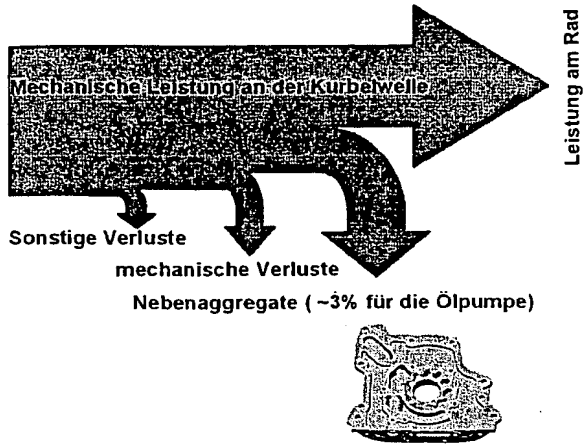 Mechanische Leistung an der Kurbelwelle
Leistung am Rad
Sonstige Verluste
mechanische Verluste
Nebenaggregate ( ~3% für die Ölpumpe)